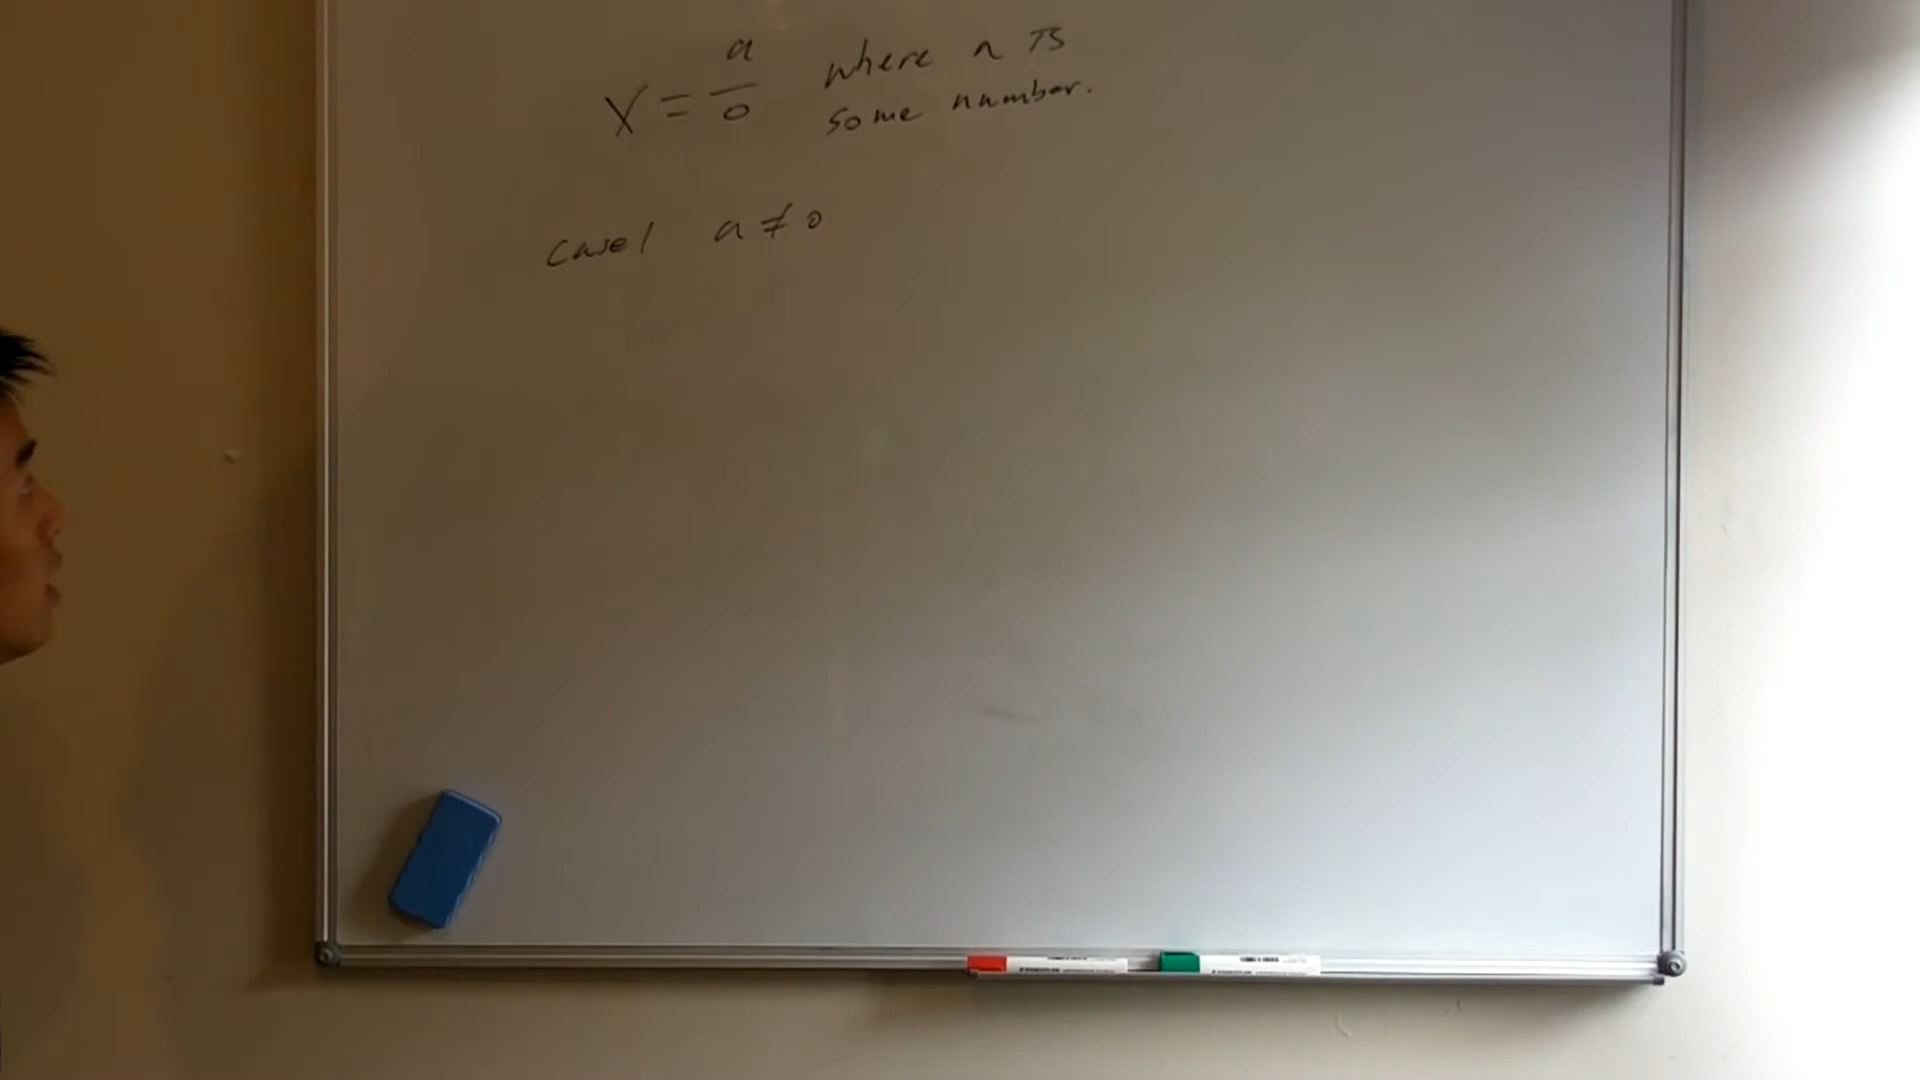 x = a/0 where a is
some number.
case 1 a ≠ 0